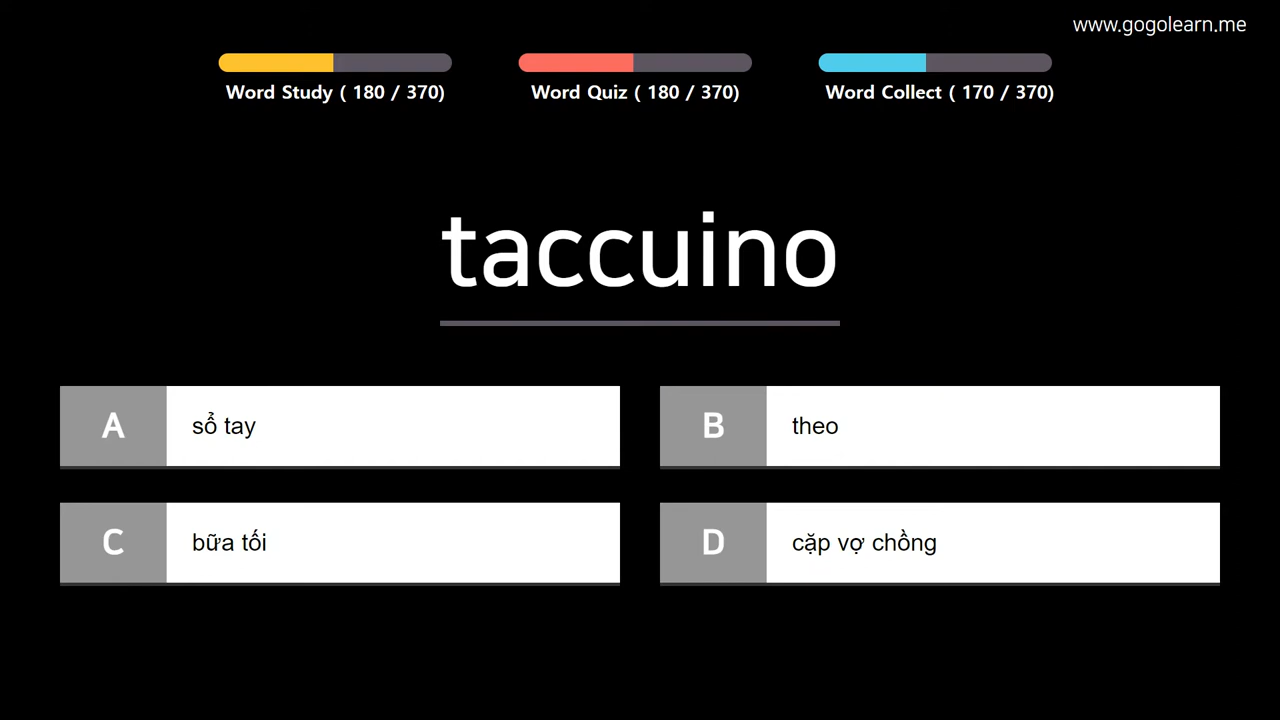 www.gogolearn.me
Word Study ( 180 / 370)
Word Quiz ( 180 / 370)
Word Collect ( 170 / 370)
taccuino
A
sổ tay
B
theo
C
bữa tối
D
cặp vợ chồng